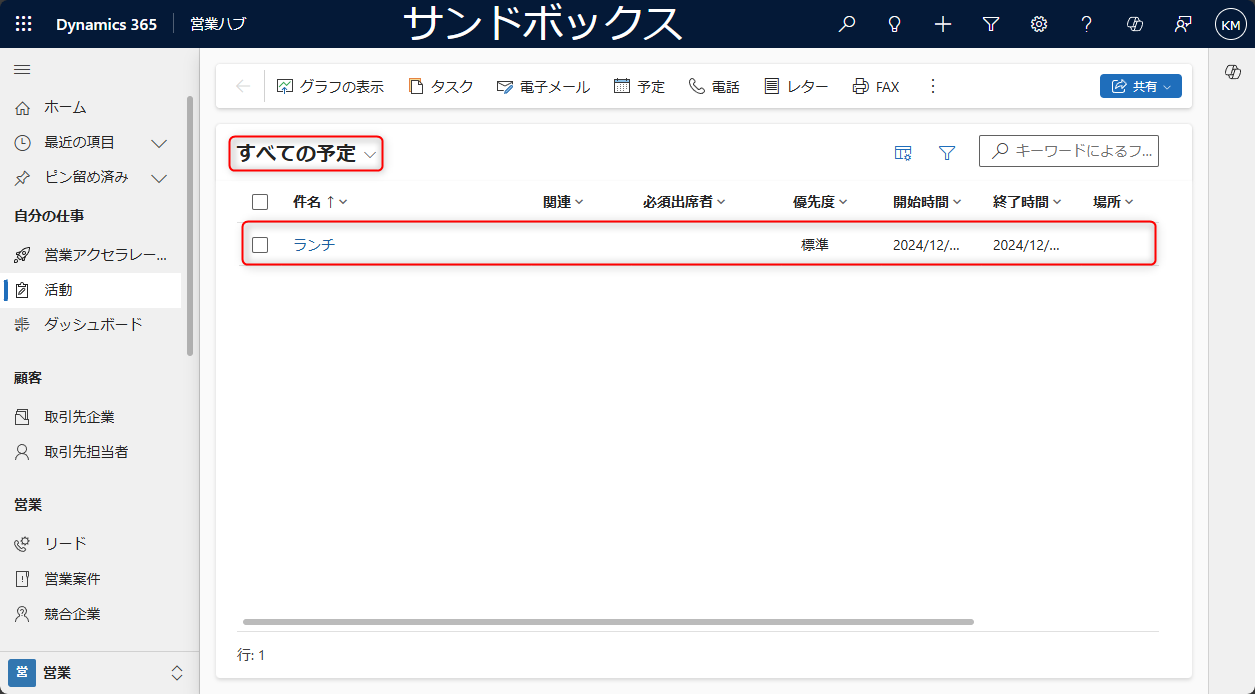 Dynamics 365 営業ハブ サンドボックス KM
グラフの表示 タスク 電子メール 予定 電話 レター FAX 共有
ホーム
最近の項目
ピン留め済み
自分の仕事
営業アクセラレー...
活動
ダッシュボード
顧客
取引先企業
取引先担当者
営業
リード
営業案件
競合企業
営 営業
すべての予定
キーワードによるフ...
件名 ↑ 関連 必須出席者 優先度 開始時間 終了時間 場所
ランチ 標準 2024/12/... 2024/12/...
行: 1